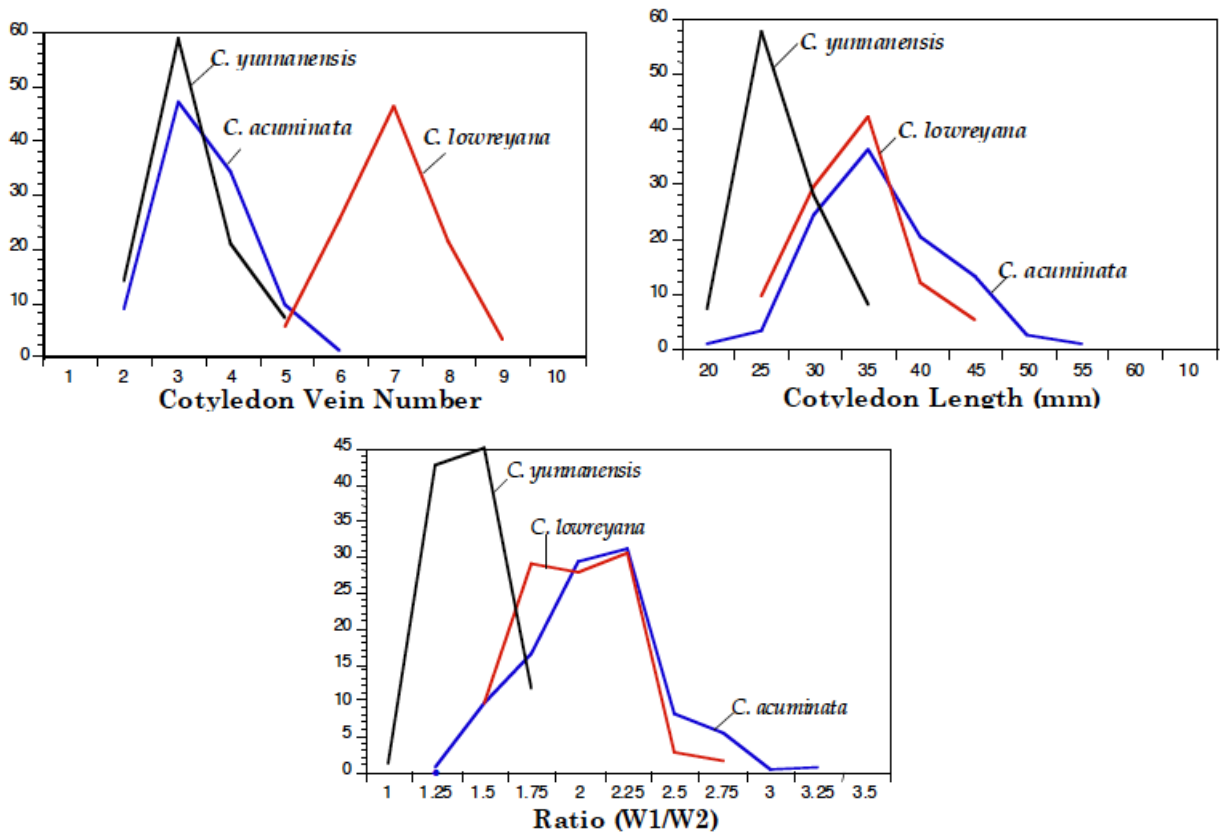 60
50
40
30
20
10
0
C. yunnanensis
C. acuminata
C. lowreyana
1 2 3 4 5 6 7 8 9 10
Cotyledon Vein Number
60
50
40
30
20
10
0
C. yunnanensis
C. lowreyana
C. acuminata
20 25 30 35 40 45 50 55 60 10
Cotyledon Length (mm)
45
40
35
30
25
20
15
10
5
0
C. yunnanensis
C. lowreyana
C. acuminata
1 1.25 1.5 1.75 2 2.25 2.5 2.75 3 3.25 3.5
Ratio (W1/W2)